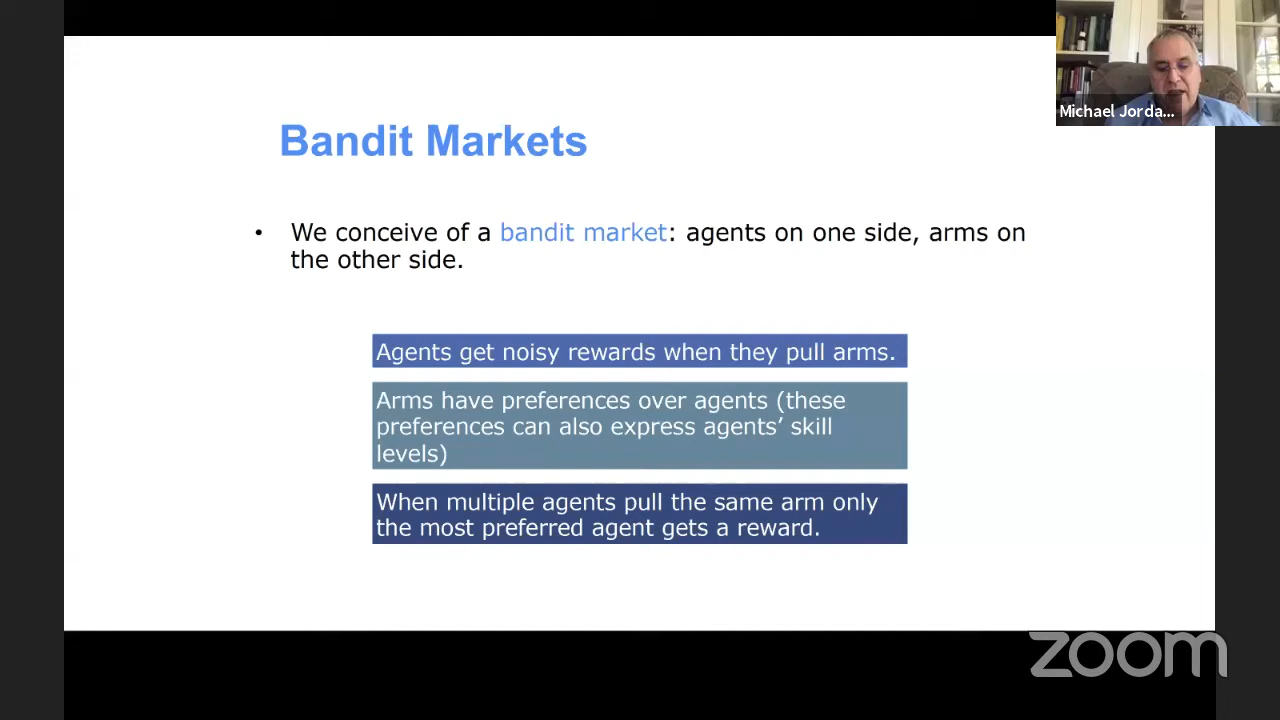 Michael Jorda...
Bandit Markets
• We conceive of a bandit market: agents on one side, arms on
the other side.
Agents get noisy rewards when they pull arms.
Arms have preferences over agents (these
preferences can also express agents’ skill
levels)
When multiple agents pull the same arm only
the most preferred agent gets a reward.
zoom